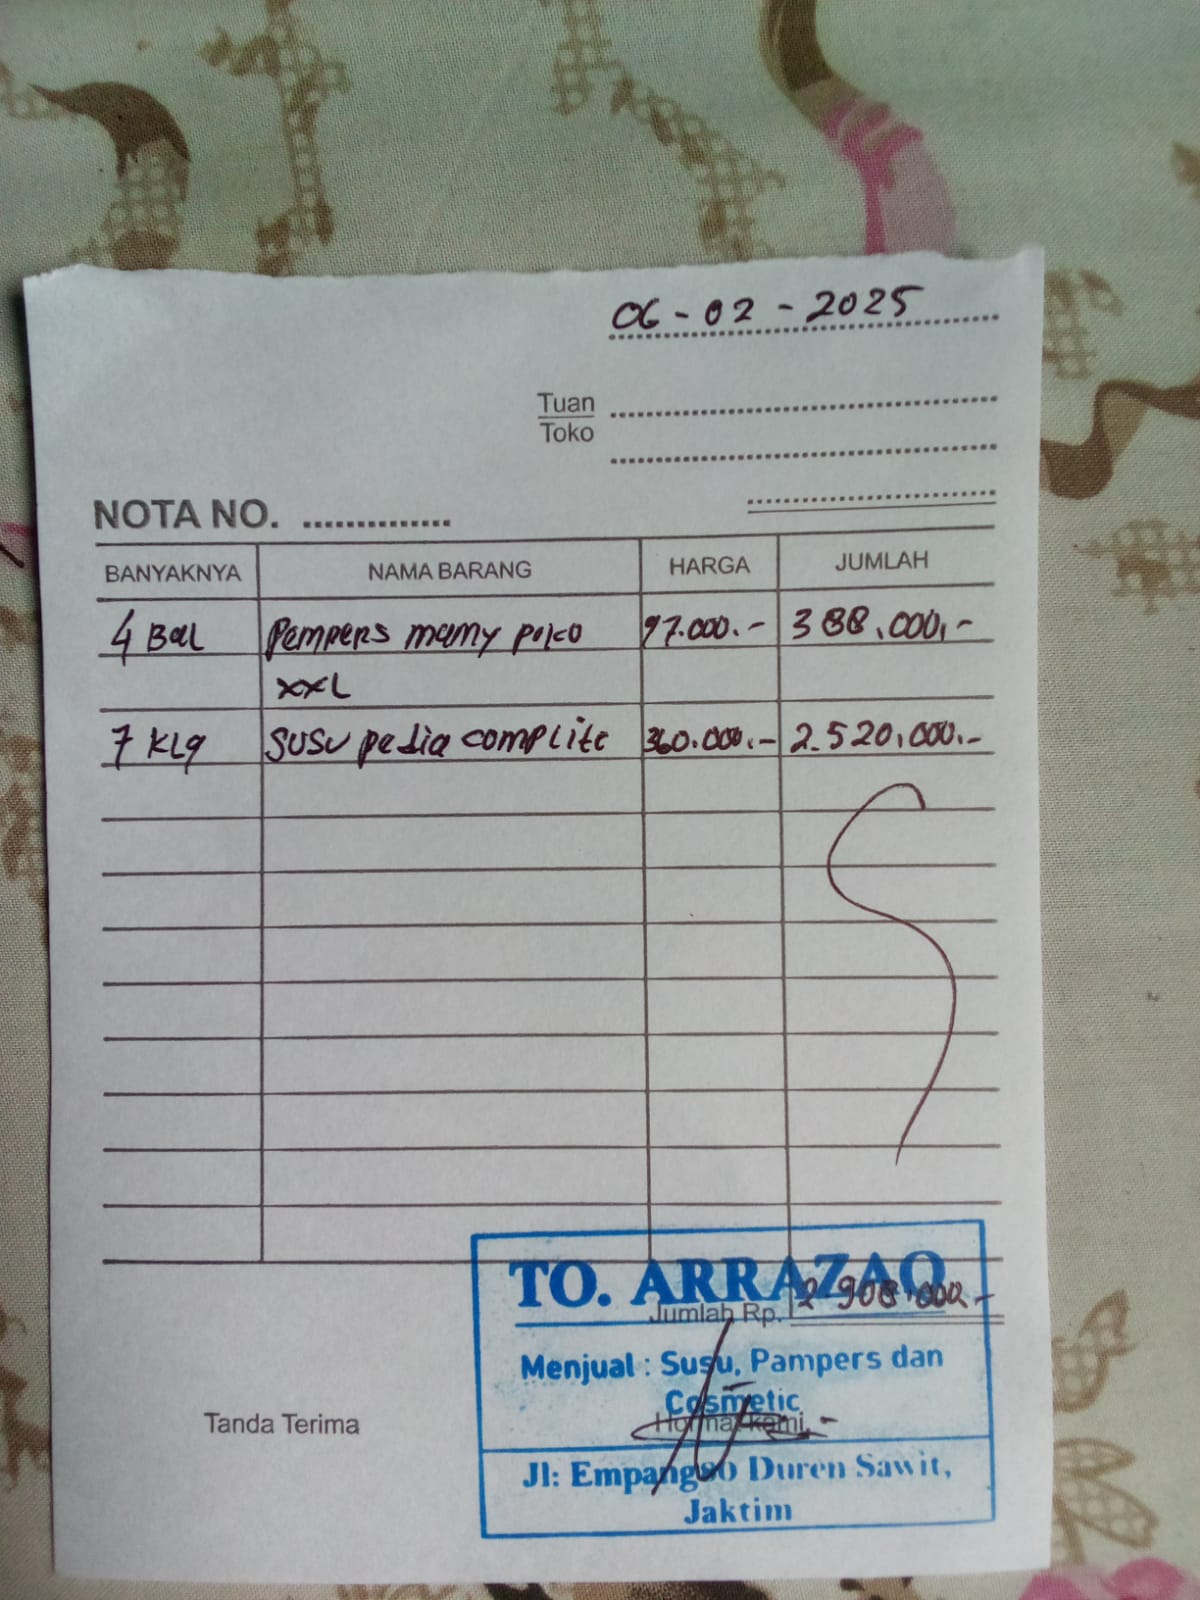 06-02-2025
Tuan
Toko
NOTA NO. ..............
BANYAKNYA NAMA BARANG HARGA JUMLAH
4 Bal Pempers mamy poko 97.000.- 388.000,-
XXL
7 KLg SUSU pedia complite 360.000.- 2.520.000.-
TO. ARRAZAQ
Jumlah Rp. 2 908.000.-
Menjual : Susu, Pampers dan
Cosmetic
Tanda Terima Hormat kami,
Jl: Empang80 Duren Sawit,
Jaktim